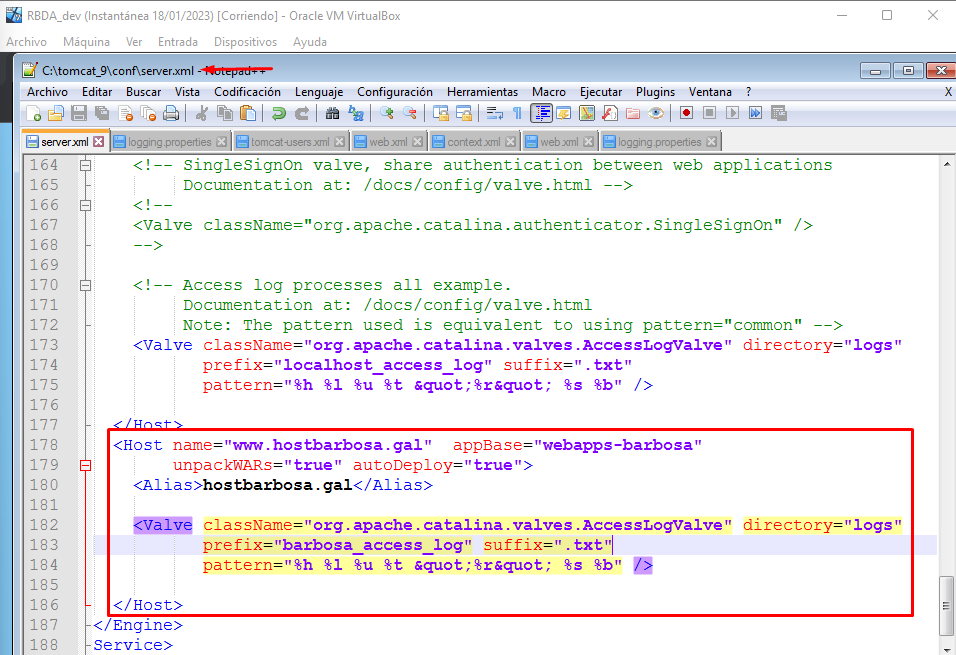 RBDA_dev (Instantánea 18/01/2023) [Corriendo] - Oracle VM VirtualBox
Archivo Máquina Ver Entrada Dispositivos Ayuda
C:\tomcat_9\conf\server.xml - Notepad++
Archivo Editar Buscar Vista Codificación Lenguaje Configuración Herramientas Macro Ejecutar Plugins Ventana ? X
server.xml logging.properties tomcat-users.xml web.xml context.xml web.xml logging.properties
164 <!-- SingleSignOn valve, share authentication between web applications
165 Documentation at: /docs/config/valve.html -->
166 <!--
167 <Valve className="org.apache.catalina.authenticator.SingleSignOn" />
168 -->
169
170 <!-- Access log processes all example.
171 Documentation at: /docs/config/valve.html
172 Note: The pattern used is equivalent to using pattern="common" -->
173 <Valve className="org.apache.catalina.valves.AccessLogValve" directory="logs"
174 prefix="localhost_access_log" suffix=".txt"
175 pattern="%h %l %u %t &quot;%r&quot; %s %b" />
176
177 </Host>
178 <Host name="www.hostbarbosa.gal" appBase="webapps-barbosa"
179 unpackWARs="true" autoDeploy="true">
180 <Alias>hostbarbosa.gal</Alias>
181
182 <Valve className="org.apache.catalina.valves.AccessLogValve" directory="logs"
183 prefix="barbosa_access_log" suffix=".txt"
184 pattern="%h %l %u %t &quot;%r&quot; %s %b" />
185
186 </Host>
187 </Engine>
188 Service>